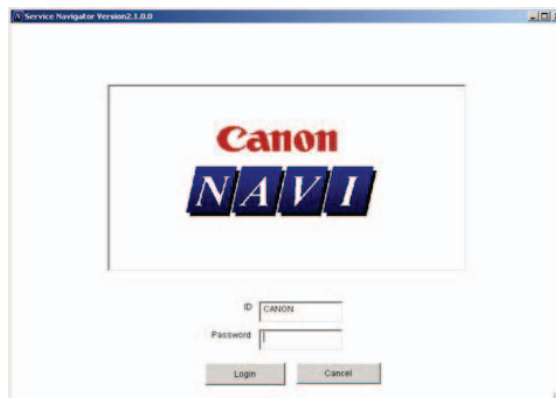 Service Navigator Version2.1.0.0
Canon
NAVI
ID CANON
Password
Login Cancel